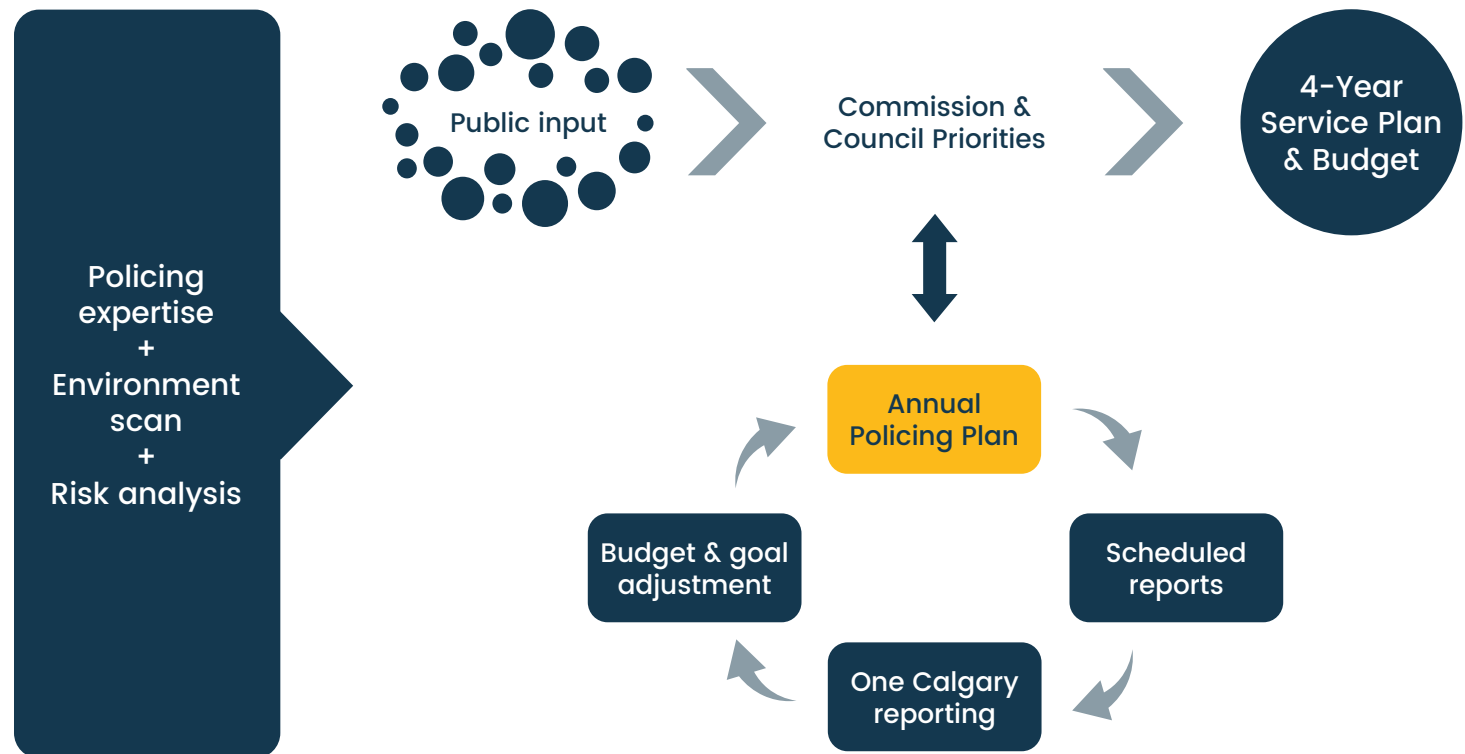 Policing
expertise
+
Environment
scan
+
Risk analysis
Public input
Commission &
Council Priorities
4-Year
Service Plan
& Budget
Annual
Policing Plan
Scheduled
reports
One Calgary
reporting
Budget & goal
adjustment